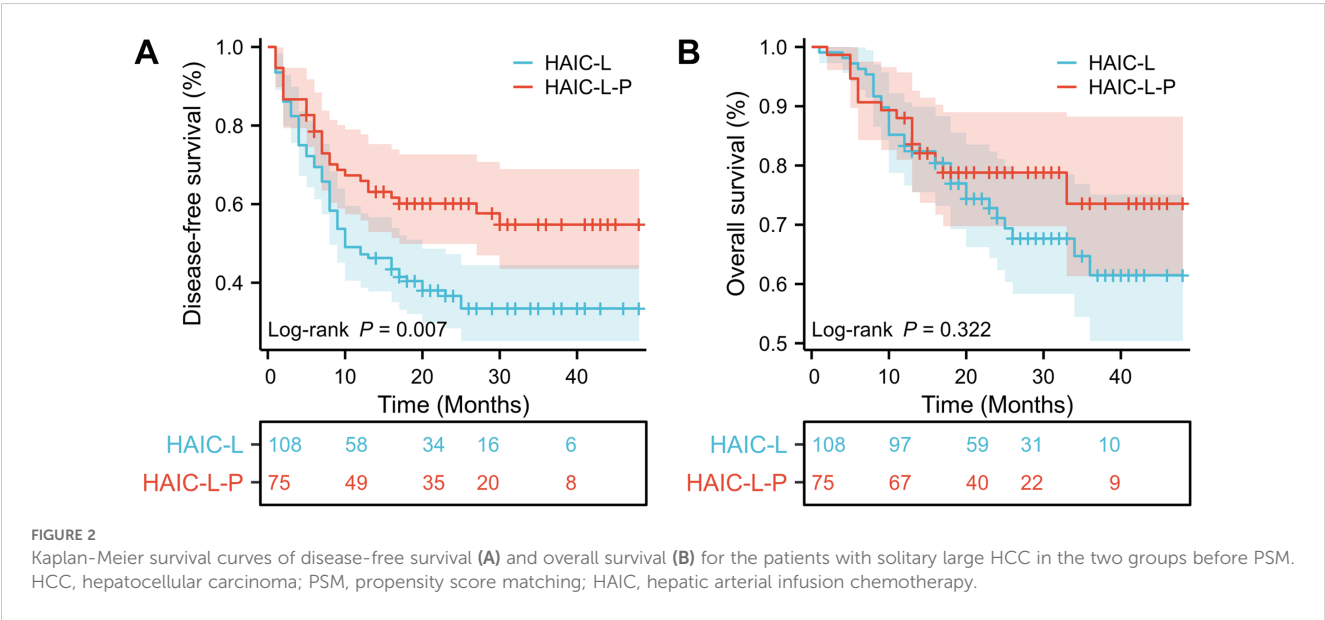 A
Disease-free survival (%)
1.0
0.8
0.6
0.4
HAIC-L
HAIC-L-P
Log-rank P = 0.007
0 10 20 30 40
Time (Months)
HAIC-L 108 58 34 16 6
HAIC-L-P 75 49 35 20 8
B
Overall survival (%)
1.0
0.9
0.8
0.7
0.6
0.5
HAIC-L
HAIC-L-P
Log-rank P = 0.322
0 10 20 30 40
Time (Months)
HAIC-L 108 97 59 31 10
HAIC-L-P 75 67 40 22 9
FIGURE 2
Kaplan-Meier survival curves of disease-free survival (A) and overall survival (B) for the patients with solitary large HCC in the two groups before PSM.
HCC, hepatocellular carcinoma; PSM, propensity score matching; HAIC, hepatic arterial infusion chemotherapy.